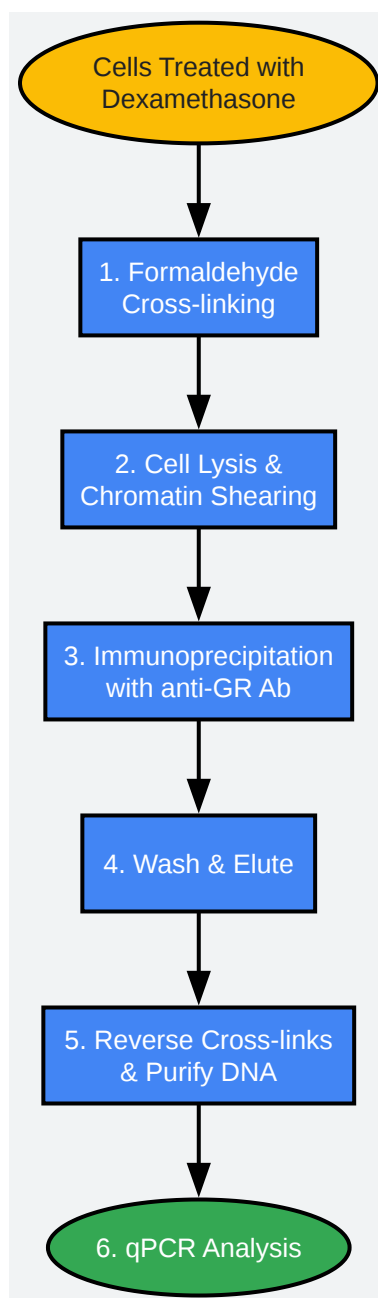 Cells Treated with
Dexamethasone
1. Formaldehyde
Cross-linking
2. Cell Lysis &
Chromatin Shearing
3. Immunoprecipitation
with anti-GR Ab
4. Wash & Elute
5. Reverse Cross-links
& Purify DNA
6. qPCR Analysis